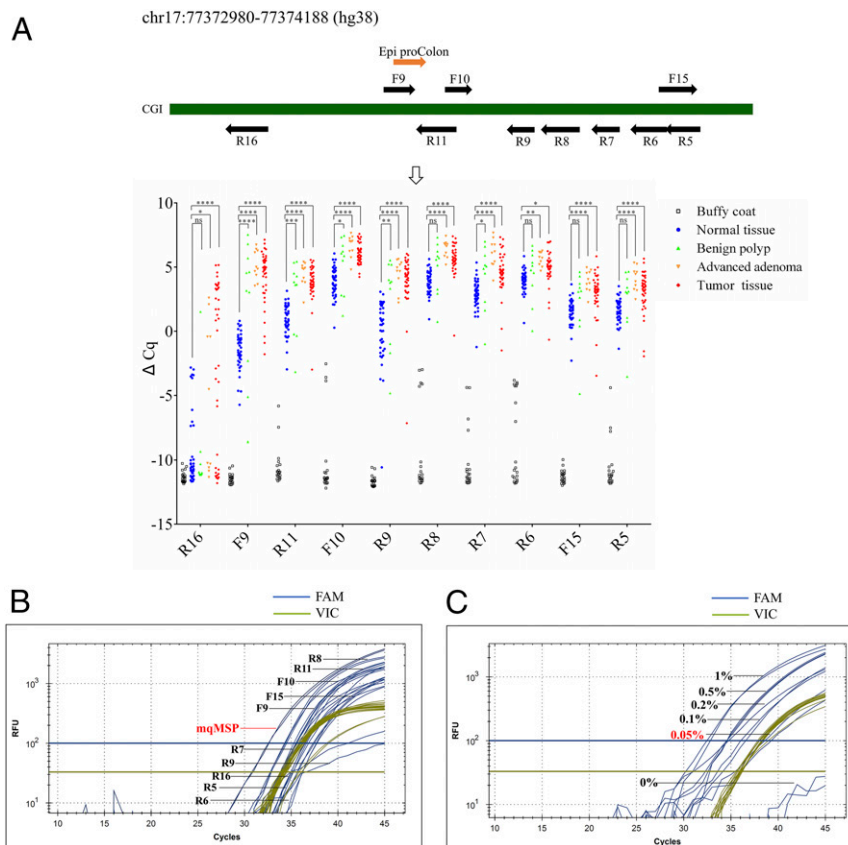 A
chr17:77372980-77374188 (hg38)
Epi proColon
F9
F10
F15
CGI
R16
R11
R9
R8
R7
R6
R5
Δ Cq
10
5
0
-5
-10
-15
ns
*
****
****
****
****
***
****
****
*
****
****
**
****
****
ns
****
****
*
****
****
ns
**
*
ns
****
****
ns
****
****
R16
F9
R11
F10
R9
R8
R7
R6
F15
R5
Buffy coat
Normal tissue
Benign polyp
Advanced adenoma
Tumor tissue
B
FAM
VIC
RFU
10³
10²
10¹
R8
R11
F10
F15
F9
mqMSP
R7
R9
R16
R5
R6
10 15 20 25 30 35 40 45
Cycles
C
FAM
VIC
RFU
10³
10²
10¹
1%
0.5%
0.2%
0.1%
0.05%
0%
10 15 20 25 30 35 40 45
Cycles